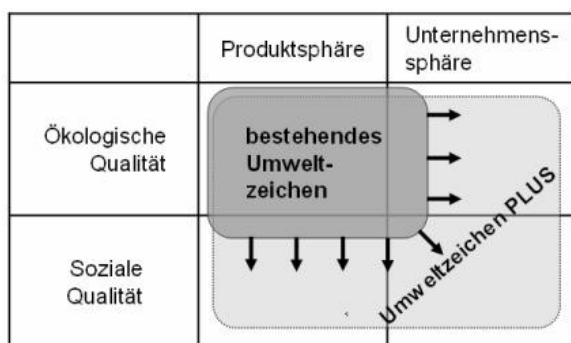 Produktsphäre
Unternehmens-
sphäre
Ökologische
Qualität
bestehendes
Umwelt-
zeichen
Umweltzeichen PLUS
Soziale
Qualität